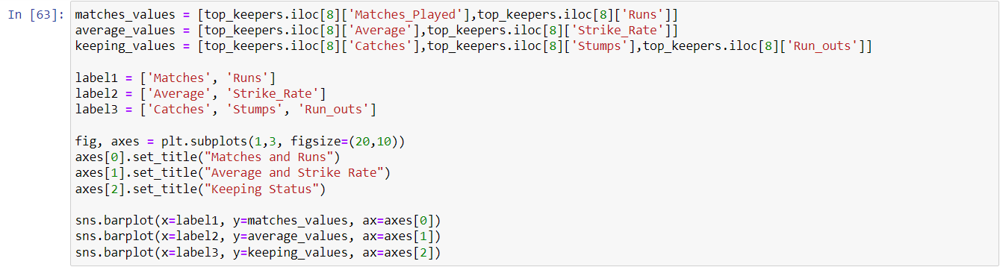 In [63]: matches_values = [top_keepers.iloc[8]['Matches_Played'],top_keepers.iloc[8]['Runs']]
average_values = [top_keepers.iloc[8]['Average'],top_keepers.iloc[8]['Strike_Rate']]
keeping_values = [top_keepers.iloc[8]['Catches'],top_keepers.iloc[8]['Stumps'],top_keepers.iloc[8]['Run_outs']]
label1 = ['Matches', 'Runs']
label2 = ['Average', 'Strike_Rate']
label3 = ['Catches', 'Stumps', 'Run_outs']
fig, axes = plt.subplots(1,3, figsize=(20,10))
axes[0].set_title("Matches and Runs")
axes[1].set_title("Average and Strike Rate")
axes[2].set_title("Keeping Status")
sns.barplot(x=label1, y=matches_values, ax=axes[0])
sns.barplot(x=label2, y=average_values, ax=axes[1])
sns.barplot(x=label3, y=keeping_values, ax=axes[2])